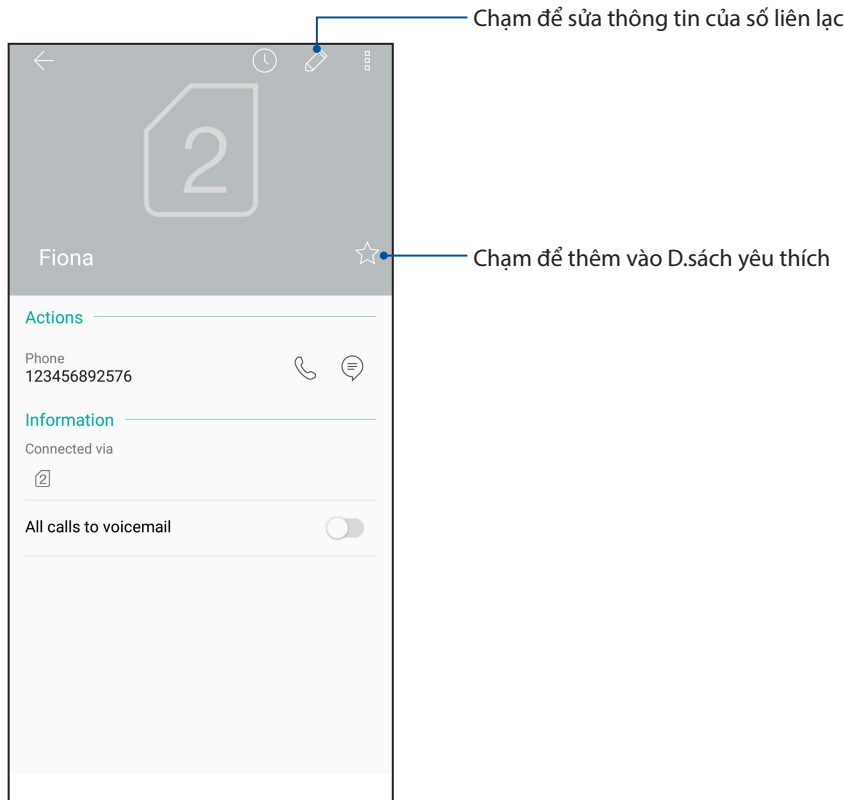 Chạm để sửa thông tin của số liên lạc
2
Fiona
Chạm để thêm vào D.sách yêu thích
Actions
Phone
123456892576
Information
Connected via
2
All calls to voicemail